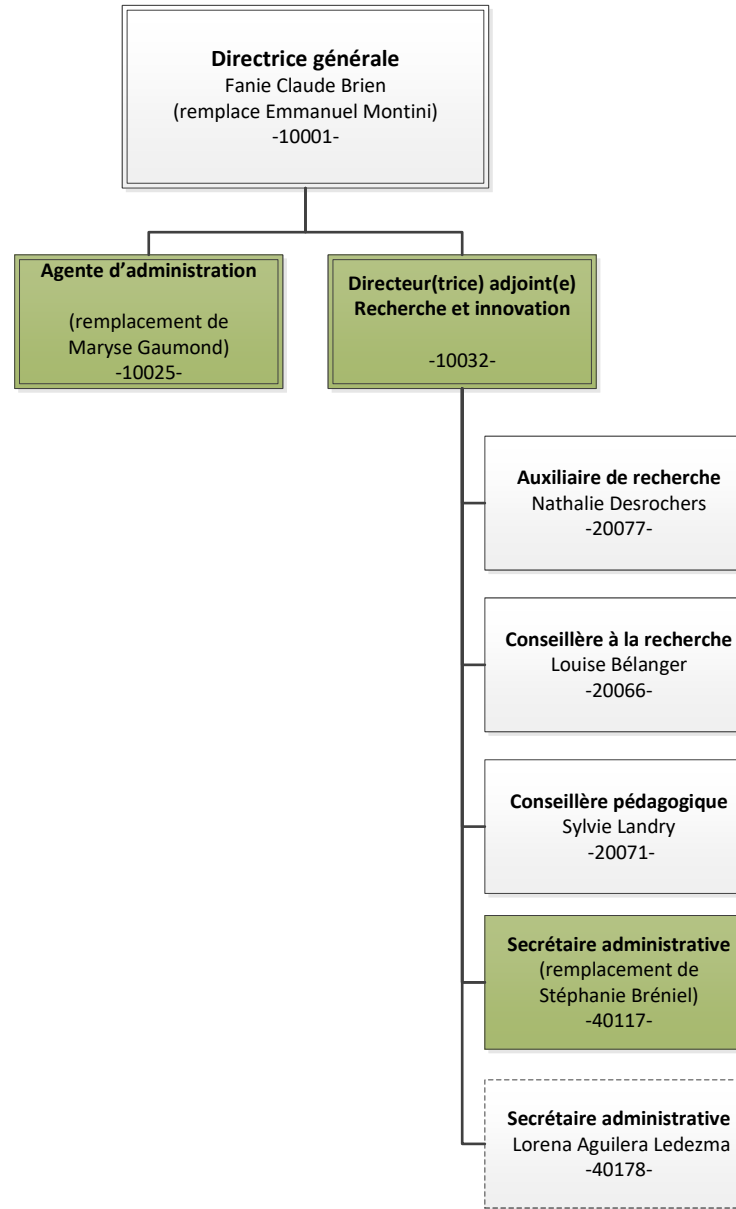 Directrice générale
Fanie Claude Brien
(remplace Emmanuel Montini)
-10001-
Agente d’administration
(remplacement de
Maryse Gaumond)
-10025-
Directeur(trice) adjoint(e)
Recherche et innovation
-10032-
Auxiliaire de recherche
Nathalie Desrochers
-20077-
Conseillère à la recherche
Louise Bélanger
-20066-
Conseillère pédagogique
Sylvie Landry
-20071-
Secrétaire administrative
(remplacement de
Stéphanie Bréniel)
-40117-
Secrétaire administrative
Lorena Aguilera Ledezma
-40178-